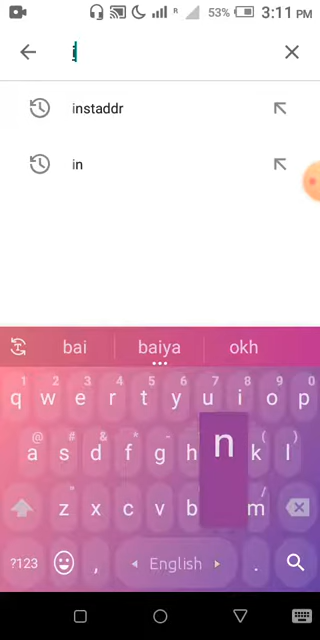 R 53% 3:11 PM
i
instaddr
in
bai baiya okh
1 2 3 4 5 6 7 8 9 0
q w e r t y u i o p
@ # & * - ( )
a s d f g h n k l
" /
z x c v b m
?123 , English .